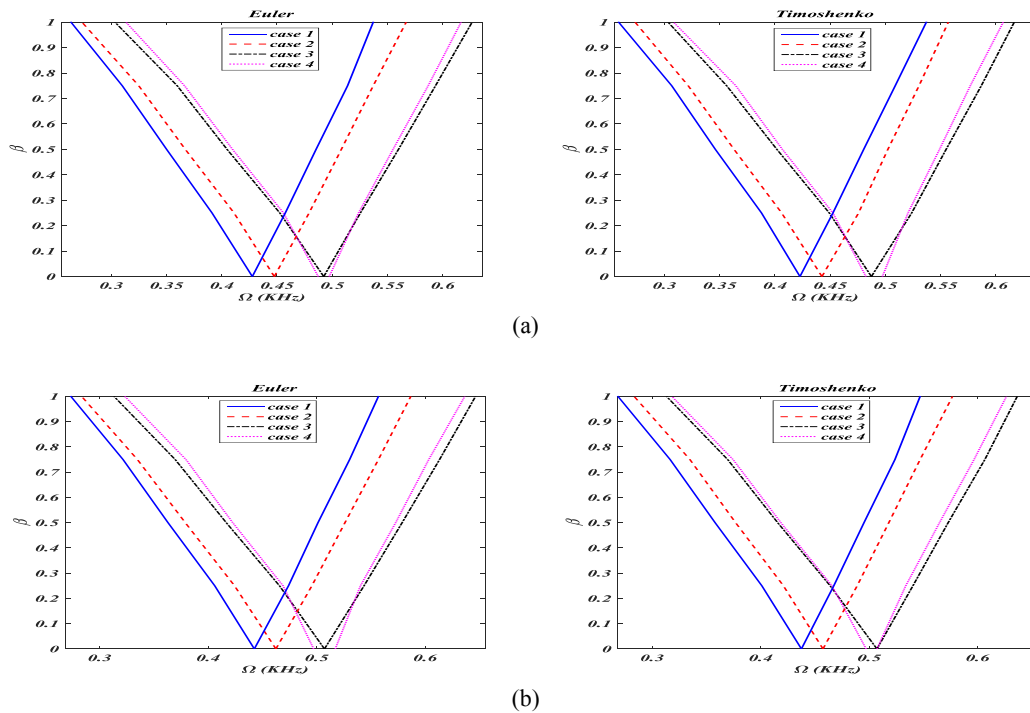 Euler
1
0.9
0.8
0.7
0.6
0.5
0.4
0.3
0.2
0.1
0
β
case 1
case 2
case 3
case 4
0.3 0.35 0.4 0.45 0.5 0.55 0.6
Ω (KHz)
Timoshenko
1
0.9
0.8
0.7
0.6
0.5
0.4
0.3
0.2
0.1
0
β
case 1
case 2
case 3
case 4
0.3 0.35 0.4 0.45 0.5 0.55 0.6
Ω (KHz)
(a)
Euler
1
0.9
0.8
0.7
0.6
0.5
0.4
0.3
0.2
0.1
0
β
case 1
case 2
case 3
case 4
0.3 0.4 0.5 0.6
Ω (KHz)
Timoshenko
1
0.9
0.8
0.7
0.6
0.5
0.4
0.3
0.2
0.1
0
β
case 1
case 2
case 3
case 4
0.3 0.4 0.5 0.6
Ω (KHz)
(b)